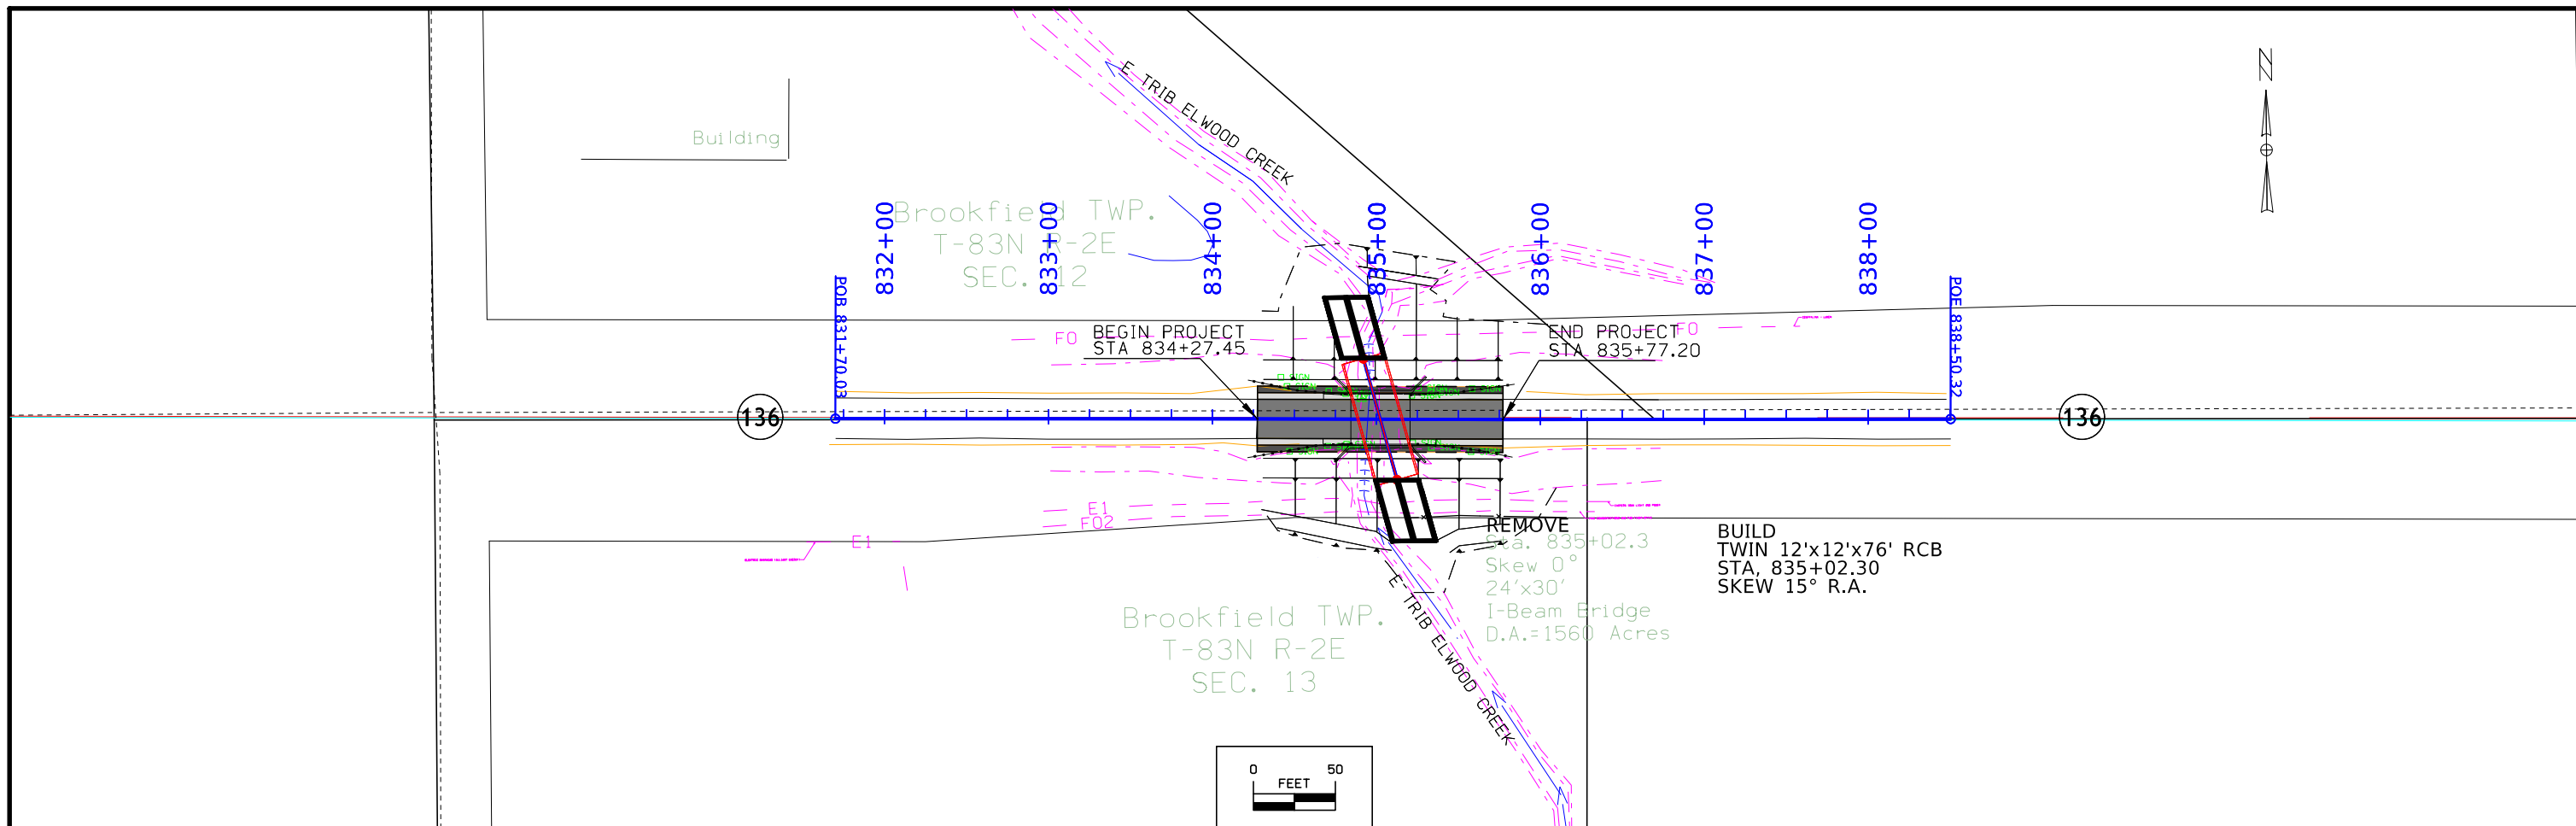 N
E TRIB ELWOOD CREEK
Building
Brookfield TWP.
T-83N R-2E
SEC. 12
832+00
833+00
834+00
835+00
836+00
837+00
838+00
POB 831+70.03
POE 838+50.32
FO
BEGIN PROJECT
STA 834+27.45
END PROJECT
STA 835+77.20
FO
136
136
E1
FO2
E1
REMOVE
Sta. 835+02.3
Skew 0°
24'x30'
I-Beam Bridge
D.A.=1560 Acres
BUILD
TWIN 12'x12'x76' RCB
STA, 835+02.30
SKEW 15° R.A.
E-TRIB ELWOOD CREEK
Brookfield TWP.
T-83N R-2E
SEC. 13
0 50
FEET